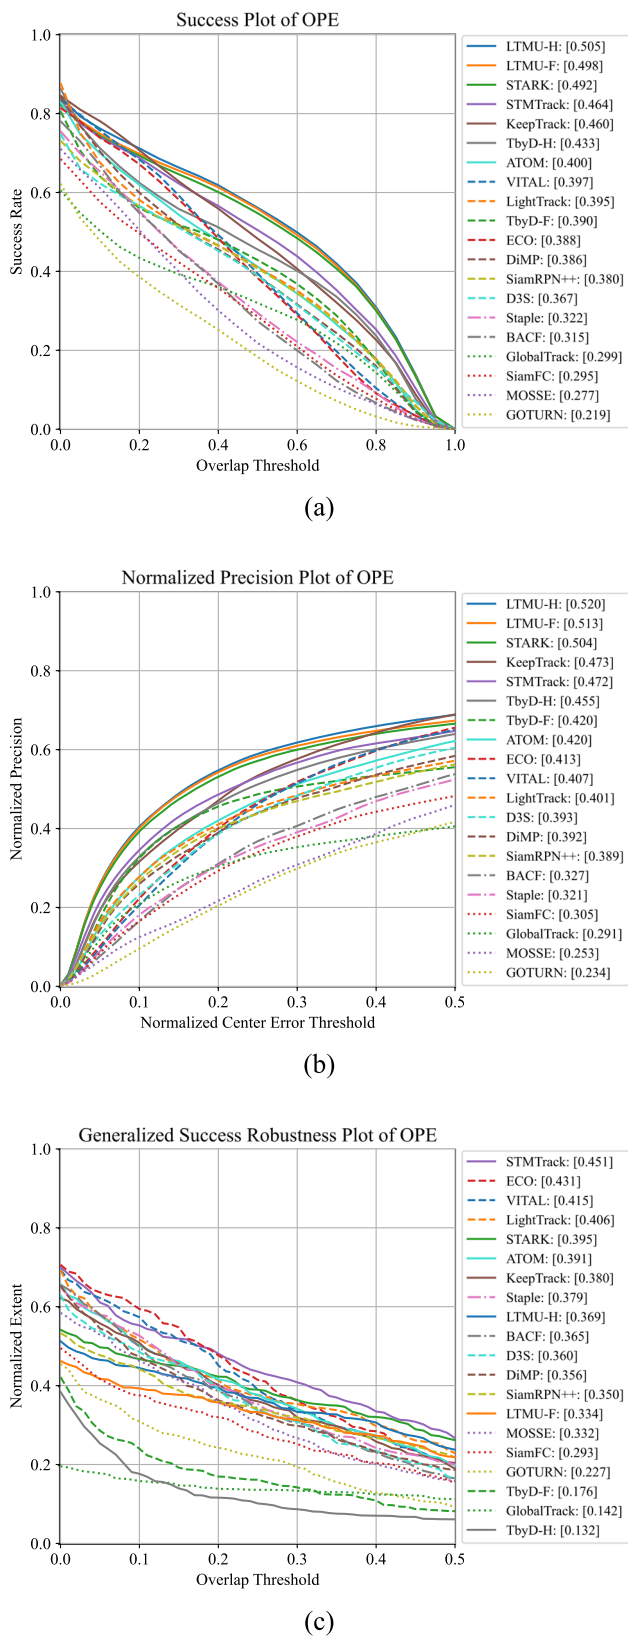 Success Plot of OPE
1.0
0.8
0.6
0.4
0.2
0.0
Success Rate
0.0 0.2 0.4 0.6 0.8 1.0
Overlap Threshold
LTMU-H: [0.505]
LTMU-F: [0.498]
STARK: [0.492]
STMTrack: [0.464]
KeepTrack: [0.460]
TbyD-H: [0.433]
ATOM: [0.400]
VITAL: [0.397]
LightTrack: [0.395]
TbyD-F: [0.390]
ECO: [0.388]
DiMP: [0.386]
SiamRPN++: [0.380]
D3S: [0.367]
Staple: [0.322]
BACF: [0.315]
GlobalTrack: [0.299]
SiamFC: [0.295]
MOSSE: [0.277]
GOTURN: [0.219]
(a)
Normalized Precision Plot of OPE
1.0
0.8
0.6
0.4
0.2
0.0
Normalized Precision
0.0 0.1 0.2 0.3 0.4 0.5
Normalized Center Error Threshold
LTMU-H: [0.520]
LTMU-F: [0.513]
STARK: [0.504]
KeepTrack: [0.473]
STMTrack: [0.472]
TbyD-H: [0.455]
TbyD-F: [0.420]
ATOM: [0.420]
ECO: [0.413]
VITAL: [0.407]
LightTrack: [0.401]
D3S: [0.393]
DiMP: [0.392]
SiamRPN++: [0.389]
BACF: [0.327]
Staple: [0.321]
SiamFC: [0.305]
GlobalTrack: [0.291]
MOSSE: [0.253]
GOTURN: [0.234]
(b)
Generalized Success Robustness Plot of OPE
1.0
0.8
0.6
0.4
0.2
0.0
Normalized Extent
0.0 0.1 0.2 0.3 0.4 0.5
Overlap Threshold
STMTrack: [0.451]
ECO: [0.431]
VITAL: [0.415]
LightTrack: [0.406]
STARK: [0.395]
ATOM: [0.391]
KeepTrack: [0.380]
Staple: [0.379]
LTMU-H: [0.369]
BACF: [0.365]
D3S: [0.360]
DiMP: [0.356]
SiamRPN++: [0.350]
LTMU-F: [0.334]
MOSSE: [0.332]
SiamFC: [0.293]
GOTURN: [0.227]
TbyD-F: [0.176]
GlobalTrack: [0.142]
TbyD-H: [0.132]
(c)